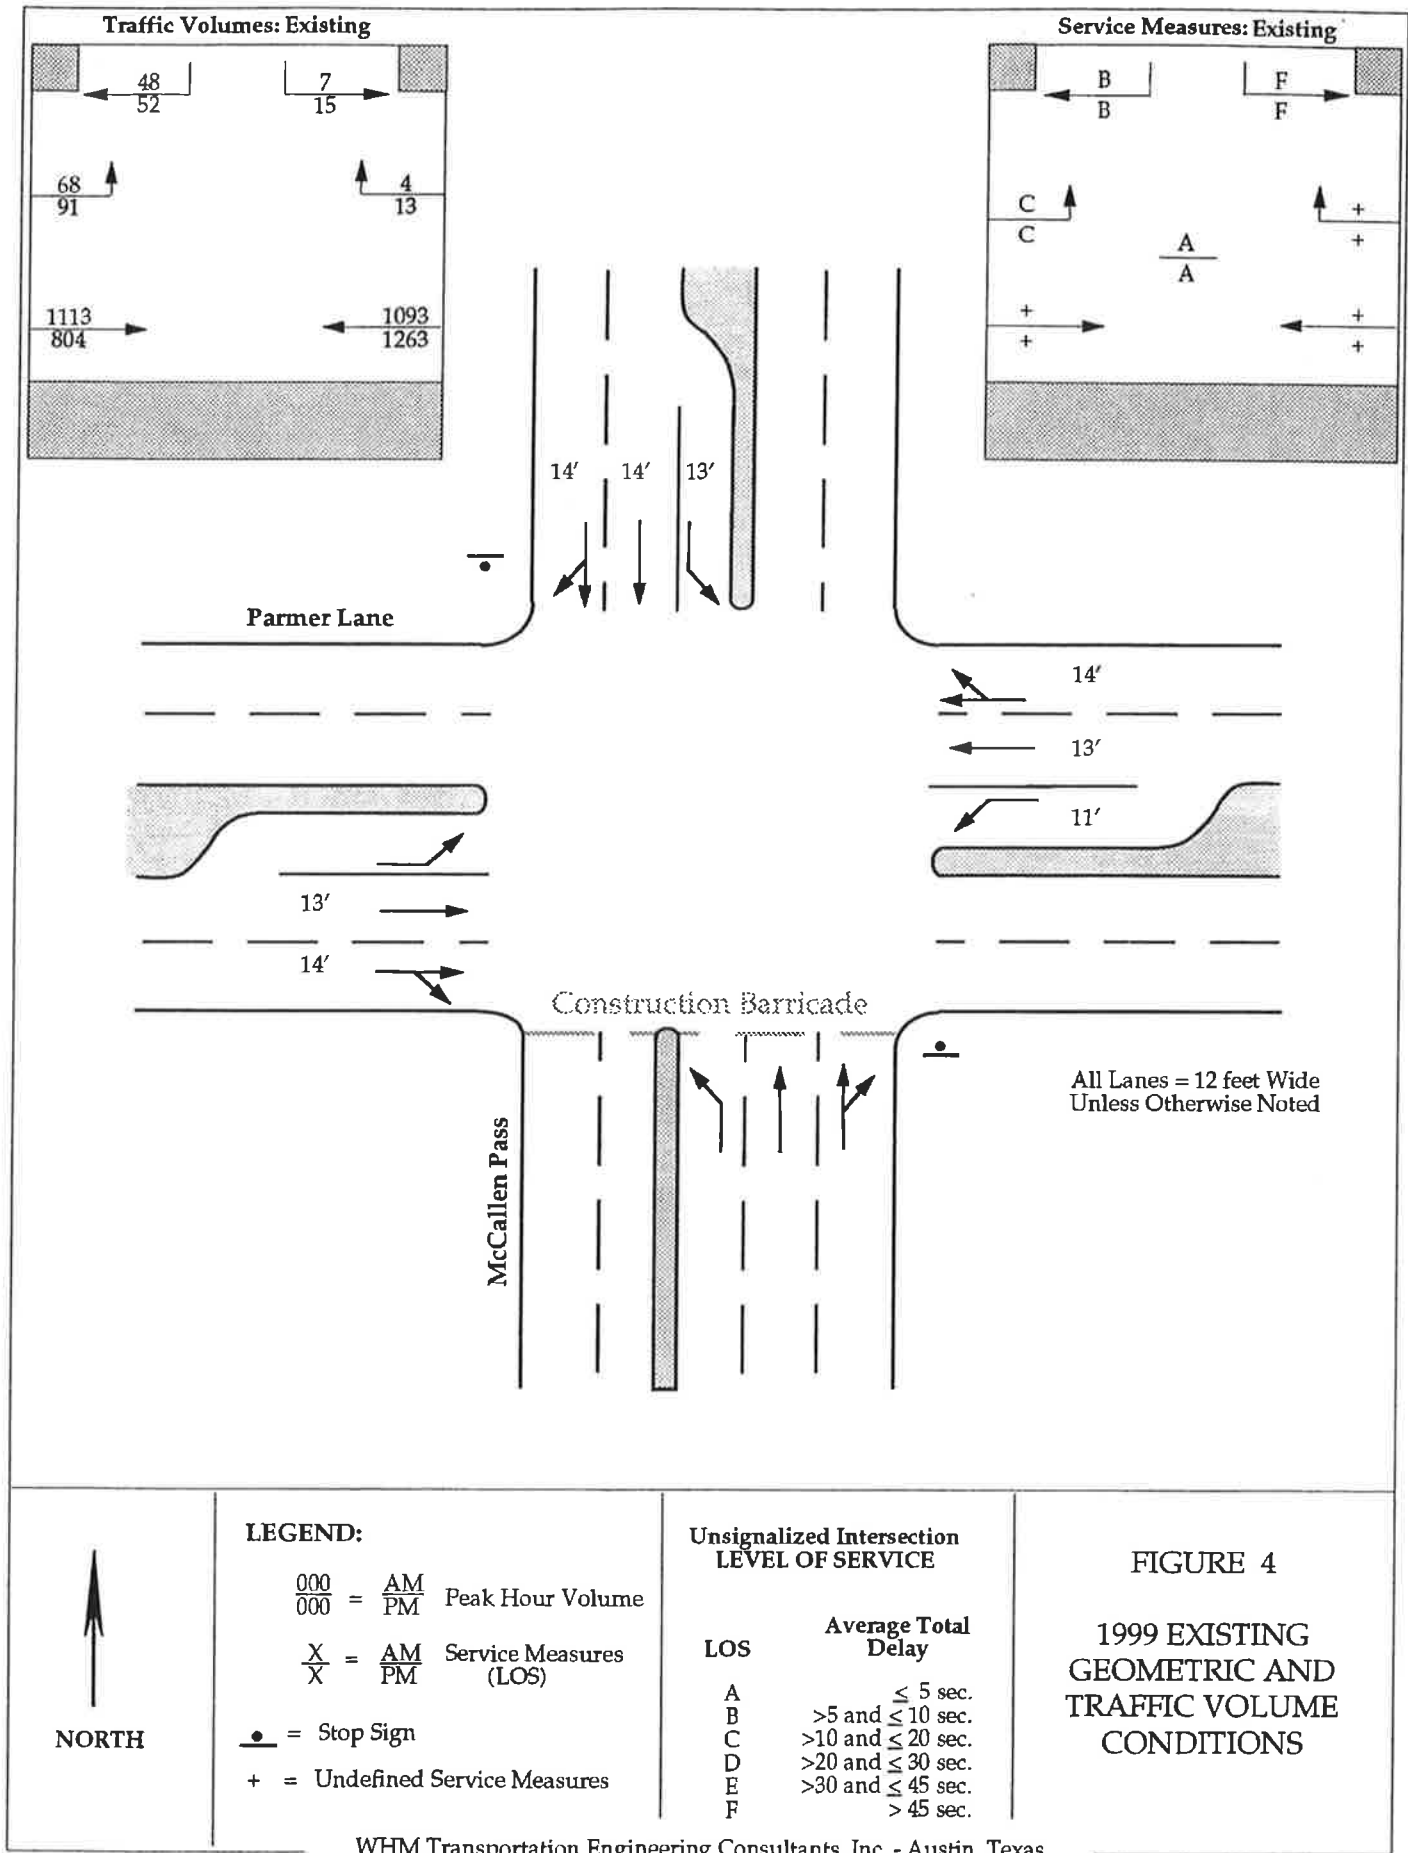 Traffic Volumes: Existing
48
52
7
15
68
91
4
13
1113
804
1093
1263
Service Measures: Existing
B
B
F
F
C
C
+
+
A
A
+
+
+
+
14' 14' 13'
Parmer Lane
14'
13'
11'
13'
14'
Construction Barricade
McCallen Pass
All Lanes = 12 feet Wide
Unless Otherwise Noted
NORTH
LEGEND:
000
000
=
AM
PM
Peak Hour Volume
X
X
=
AM
PM
Service Measures
(LOS)
= Stop Sign
+ = Undefined Service Measures
Unsignalized Intersection
LEVEL OF SERVICE
LOS
Average Total
Delay
A ≤ 5 sec.
B >5 and ≤ 10 sec.
C >10 and ≤ 20 sec.
D >20 and ≤ 30 sec.
E >30 and ≤ 45 sec.
F > 45 sec.
FIGURE 4
1999 EXISTING
GEOMETRIC AND
TRAFFIC VOLUME
CONDITIONS
WHM Transportation Engineering Consultants, Inc. - Austin, Texas